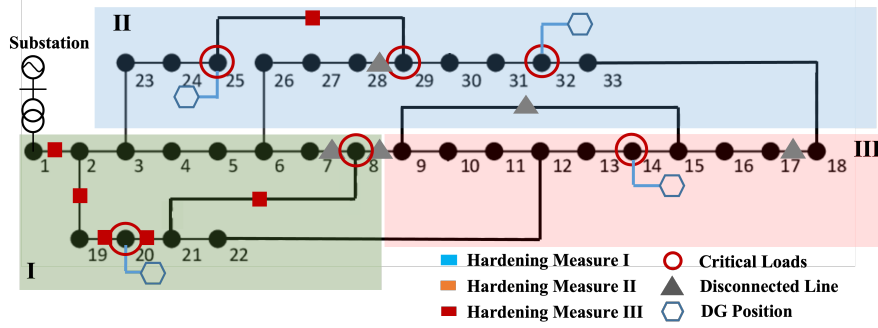 II
Substation
23 24 25 26 27 28 29 30 31 32 33
1 2 3 4 5 6 7 8 9 10 11 12 13 14 15 16 17 18
III
19 20 21 22
I
Hardening Measure I
Critical Loads
Hardening Measure II
Disconnected Line
Hardening Measure III
DG Position